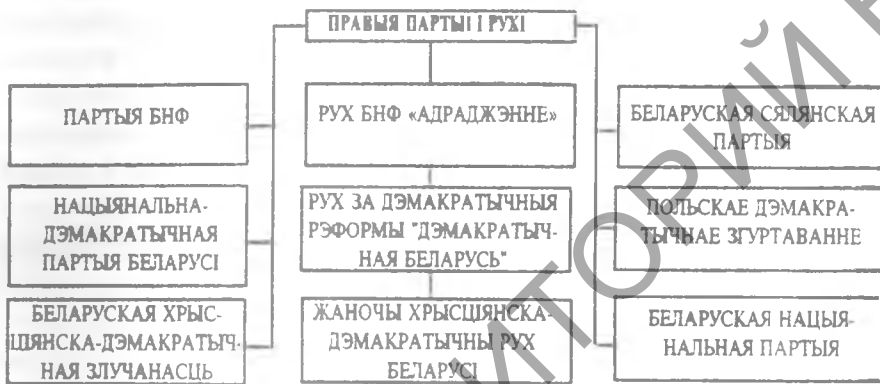 ПРАВЫЯ ПАРТЫІ І РУХІ
ПАРТЫЯ БНФ
РУХ БНФ «АДРАДЖЭННЕ»
БЕЛАРУСКАЯ СЯЛЯНСКАЯ
ПАРТЫЯ
НАЦЫЯНАЛЬНА-
ДЭМАКРАТЫЧНАЯ
ПАРТЫЯ БЕЛАРУСІ
РУХ ЗА ДЭМАКРАТЫЧНЫЯ
РЭФОРМЫ "ДЭМАКРАТЫЧ-
НАЯ БЕЛАРУСЬ"
ПОЛЬСКАЕ ДЭМАКРА-
ТЫЧНАЕ ЗГУРТАВАННЕ
БЕЛАРУСКАЯ ХРЫС-
ЦІЯНСКА-ДЭМАКРАТЫЧ-
НАЯ ЗЛУЧАНАСЦЬ
ЖАНОЧЫ ХРЫСЦІЯНСКА-
ДЭМАКРАТЫЧНЫ РУХ
БЕЛАРУСІ
БЕЛАРУСКАЯ НАЦЫЯ-
НАЛЬНАЯ ПАРТЫЯ
ИТОРИЙ